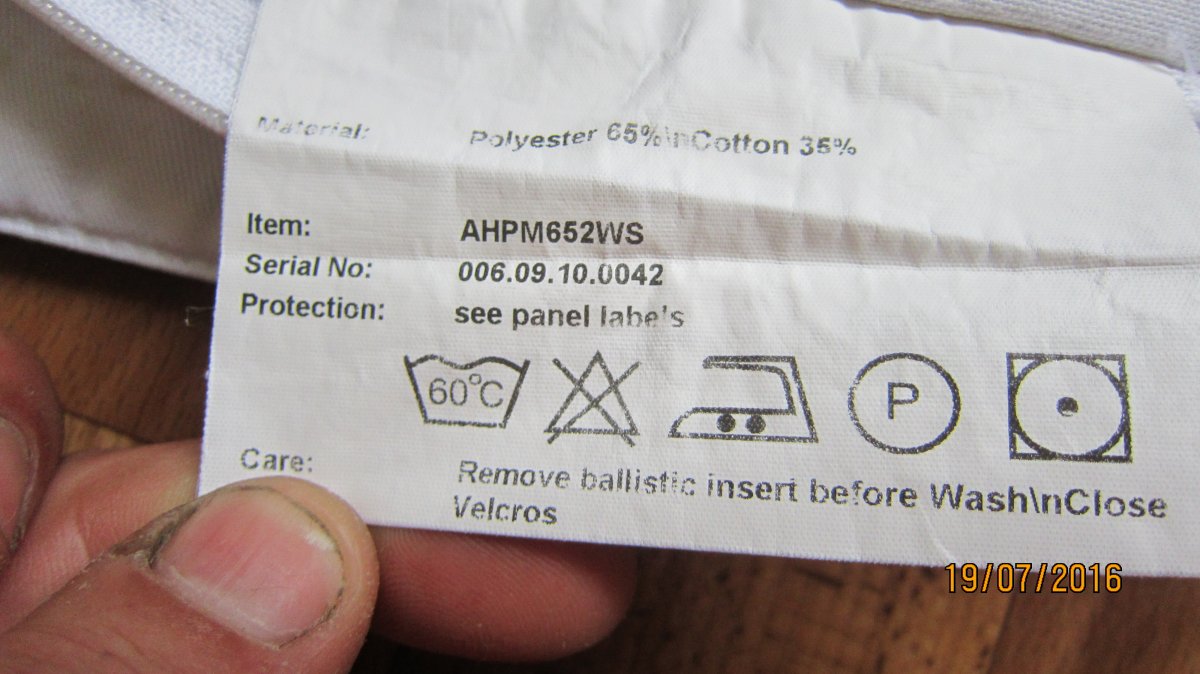 Material: Polyester 65%\nCotton 35%
Item: AHPM652WS
Serial No: 006.09.10.0042
Protection: see panel labe's
60°C
P
Care: Remove ballistic insert before Wash\nClose
Velcros
19/07/2016